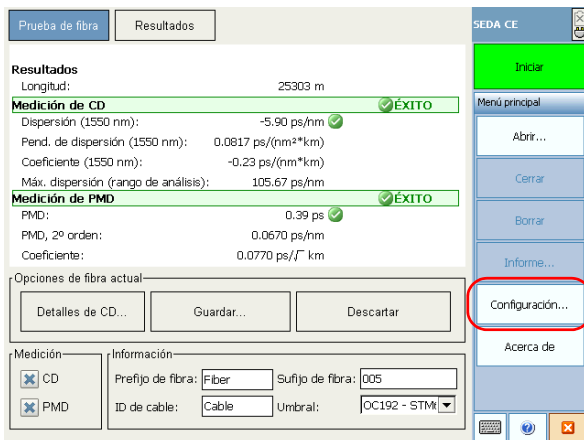 Prueba de fibra
Resultados
SEDA CE
Iniciar
Menú principal
Abrir...
Cerrar
Borrar
Informe...
Configuración...
Acerca de
Resultados
Longitud: 25303 m
Medición de CD ÉXITO
Dispersión (1550 nm): -5.90 ps/nm
Pend. de dispersión (1550 nm): 0.0817 ps/(nm²*km)
Coeficiente (1550 nm): -0.23 ps/(nm*km)
Máx. dispersión (rango de análisis): 105.67 ps/nm
Medición de PMD ÉXITO
PMD: 0.39 ps
PMD, 2º orden: 0.0670 ps/nm
Coeficiente: 0.0770 ps/√ km
Opciones de fibra actual
Detalles de CD... Guardar... Descartar
Medición
CD
PMD
Información
Prefijo de fibra: Fiber Sufijo de fibra: 005
ID de cable: Cable Umbral: OC192 -